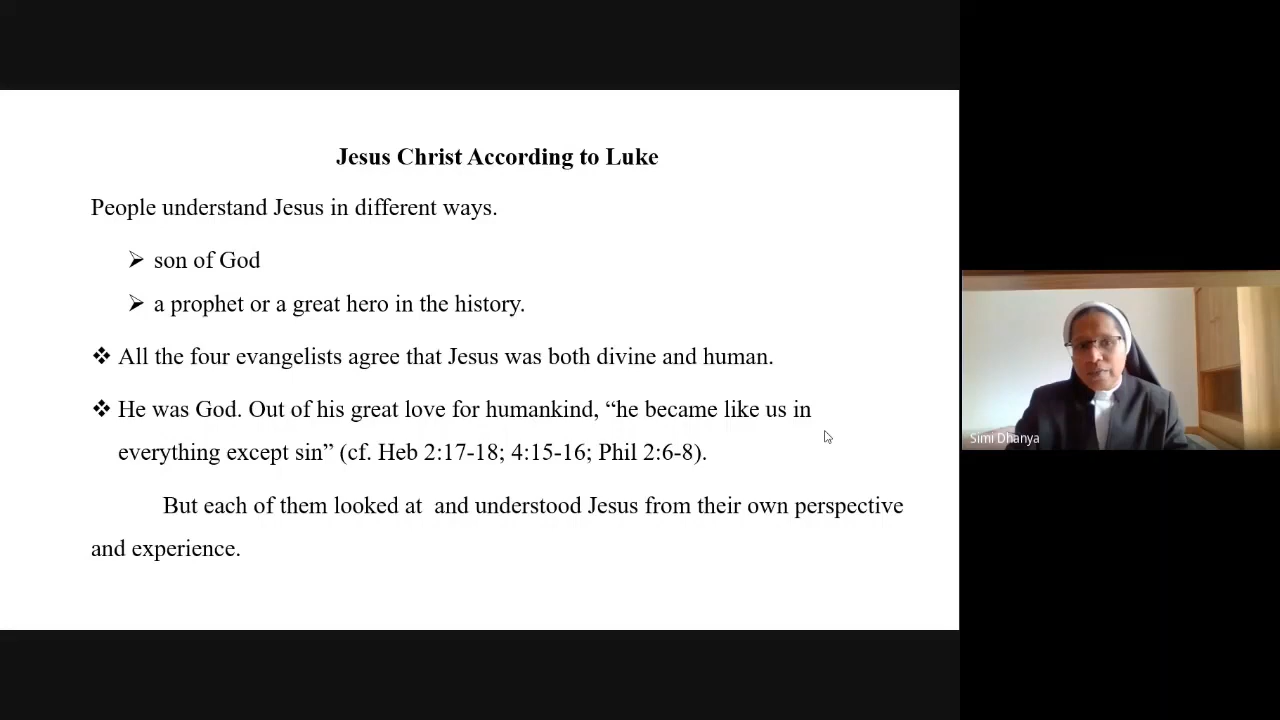 Jesus Christ According to Luke
People understand Jesus in different ways.
➢ son of God
➢ a prophet or a great hero in the history.
❖ All the four evangelists agree that Jesus was both divine and human.
❖ He was God. Out of his great love for humankind, “he became like us in
everything except sin” (cf. Heb 2:17-18; 4:15-16; Phil 2:6-8).
But each of them looked at  and understood Jesus from their own perspective
and experience.
Simi Dhanya